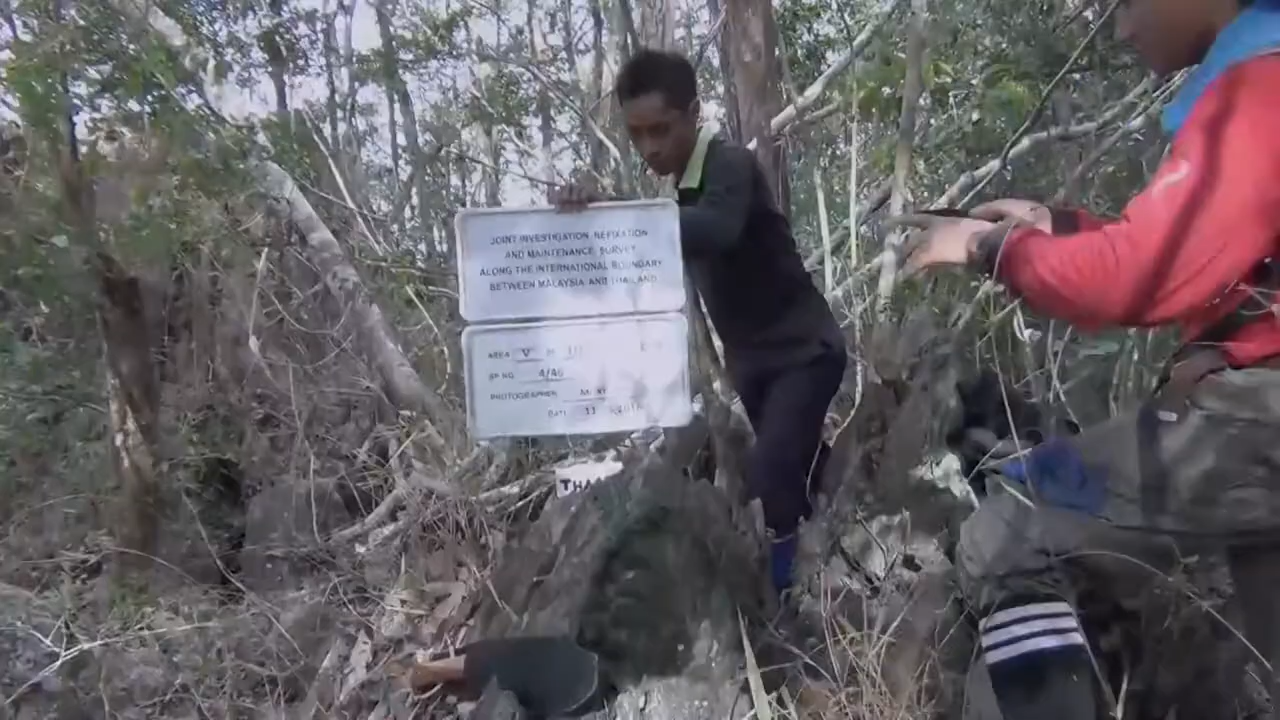 JOINT INVESTIGATION, REFIXATION
AND MAINTENANCE SURVEY
ALONG THE INTERNATIONAL BOUNDARY
BETWEEN MALAYSIA AND THAILAND
AREA V
BP NO. 4/46
PHOTOGRAPHER
DATE 11